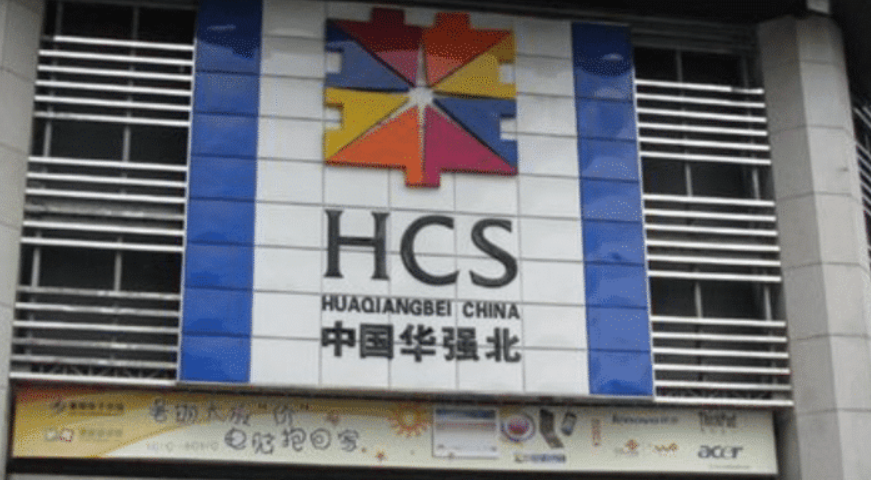 HCS
HUAQIANGBEI CHINA
中国华强北
暑期大放"价"
电脑抱回家
lenovo
ThinkPad
acer